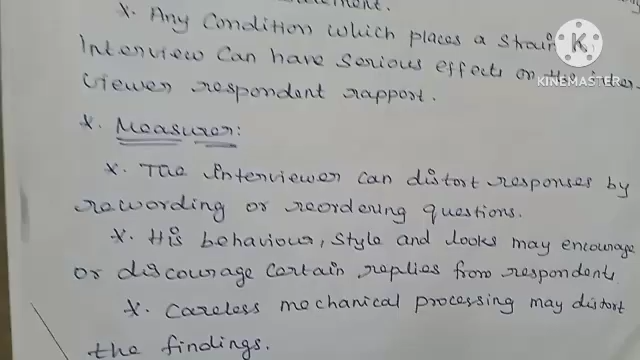 *. Any condition which places a strain on
Interview can have serious effects on the inter-
viewer respondent rapport.
*. Measurer:
*. The interviewer can distort responses by
rewording or reordering questions.
*. His behaviour, style and looks may encourage
or discourage certain replies from respondents.
*. Careless mechanical processing may distort
the findings.
K
KINEMASTER